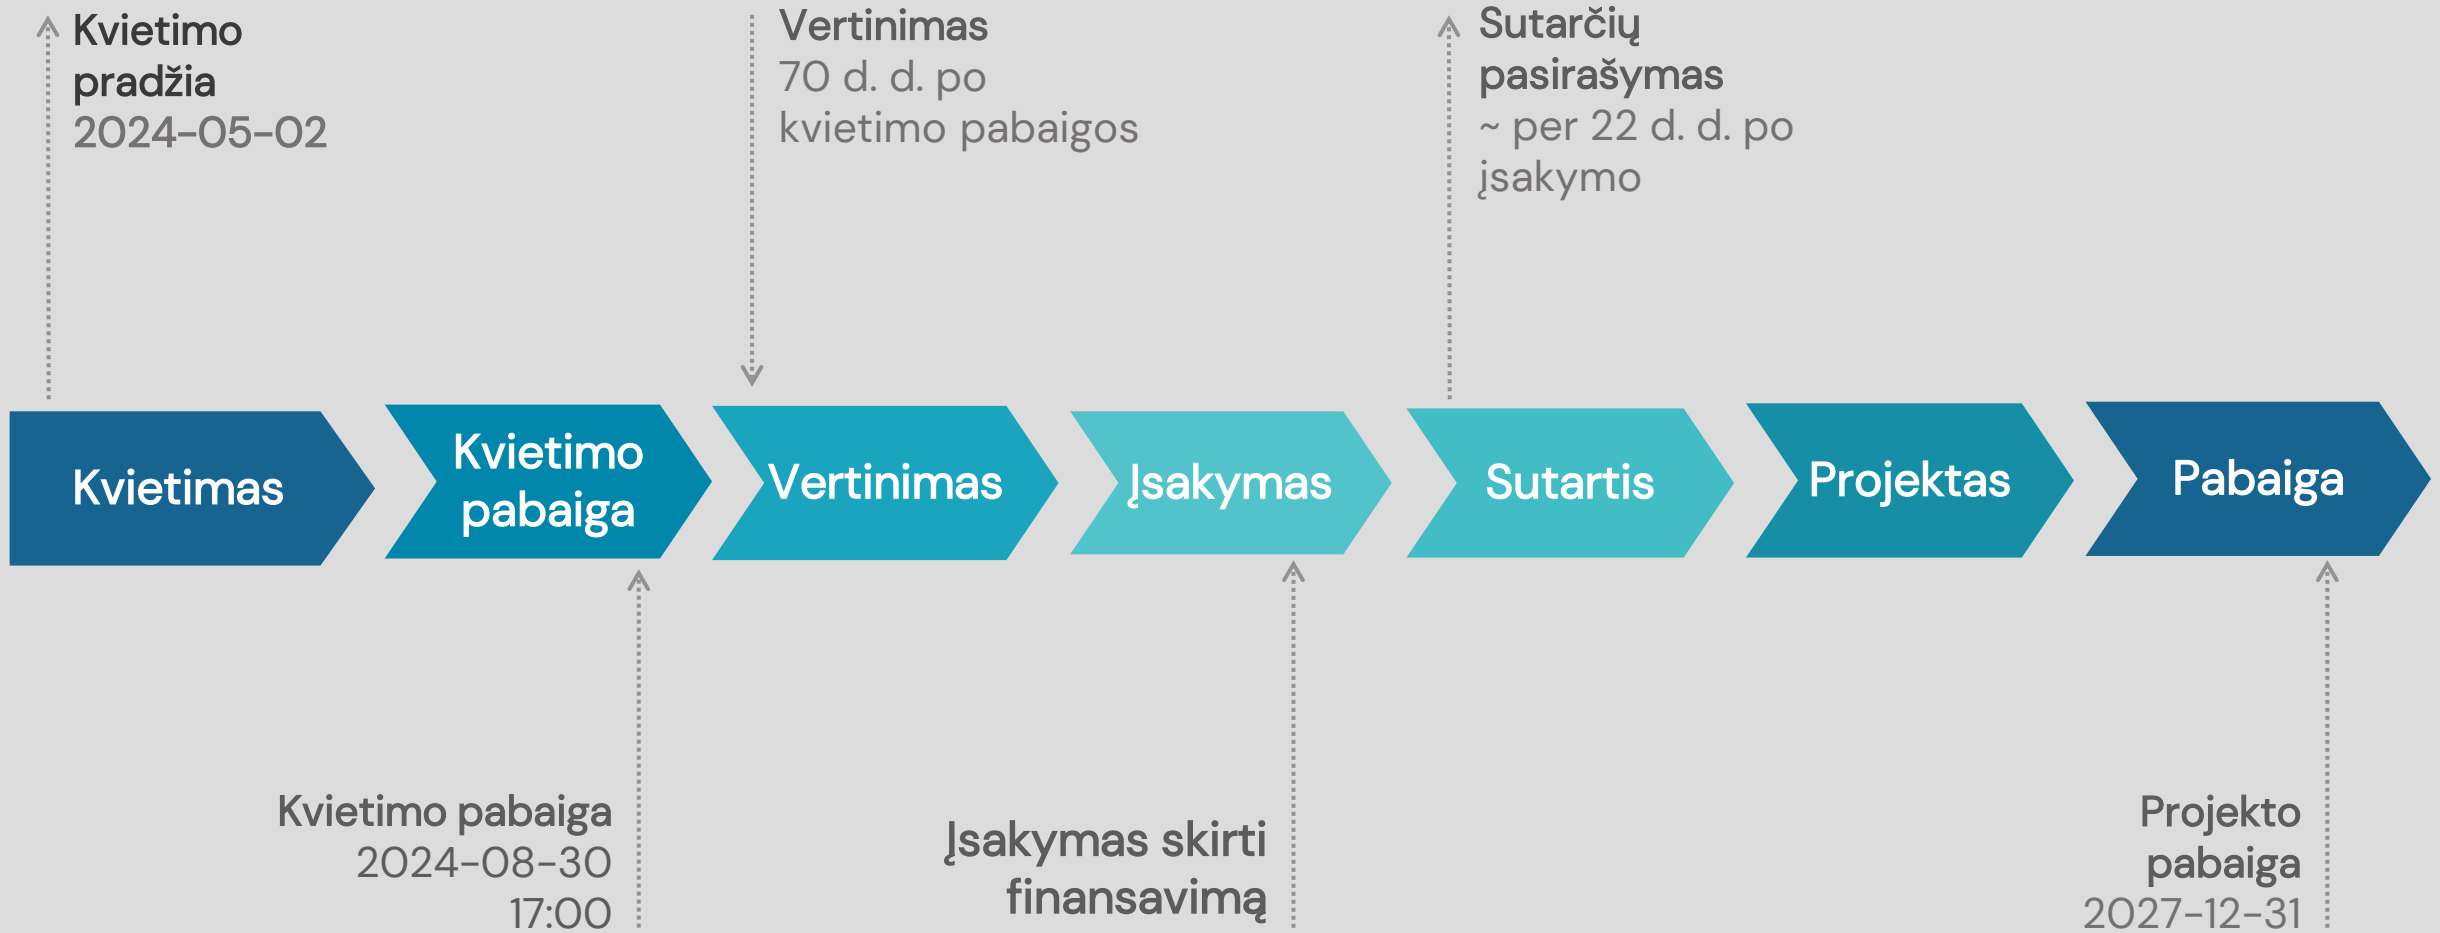 Kvietimo
pradžia
2024-05-02
Vertinimas
70 d. d. po
kvietimo pabaigos
Sutarčių
pasirašymas
~ per 22 d. d. po
įsakymo
Kvietimas
Kvietimo
pabaiga
Vertinimas
Įsakymas
Sutartis
Projektas
Pabaiga
Kvietimo pabaiga
2024-08-30
17:00
Įsakymas skirti
finansavimą
Projekto
pabaiga
2027-12-31